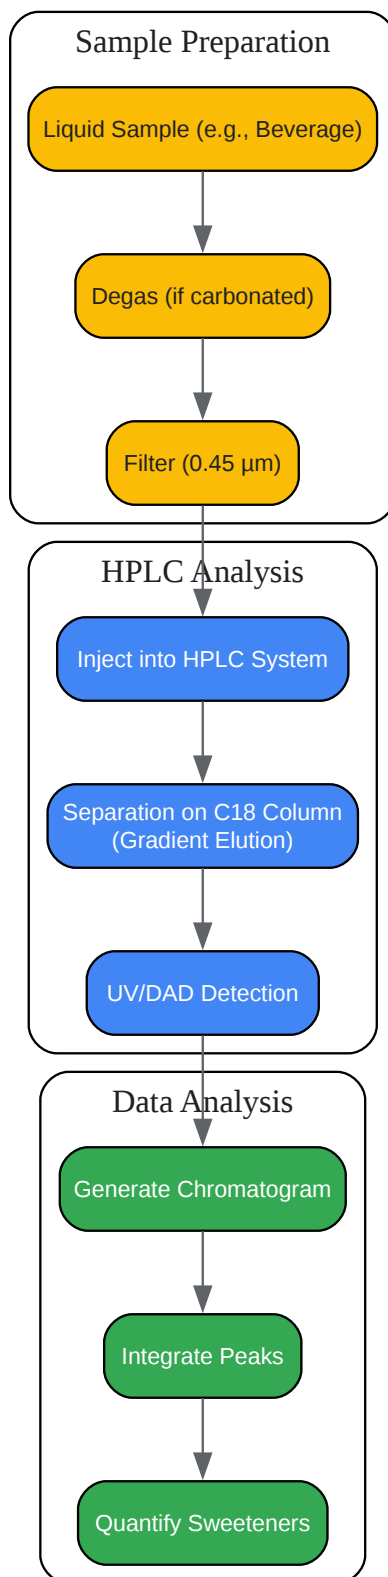 Sample Preparation
Liquid Sample (e.g., Beverage)
Degas (if carbonated)
Filter (0.45 µm)
HPLC Analysis
Inject into HPLC System
Separation on C18 Column
(Gradient Elution)
UV/DAD Detection
Data Analysis
Generate Chromatogram
Integrate Peaks
Quantify Sweeteners